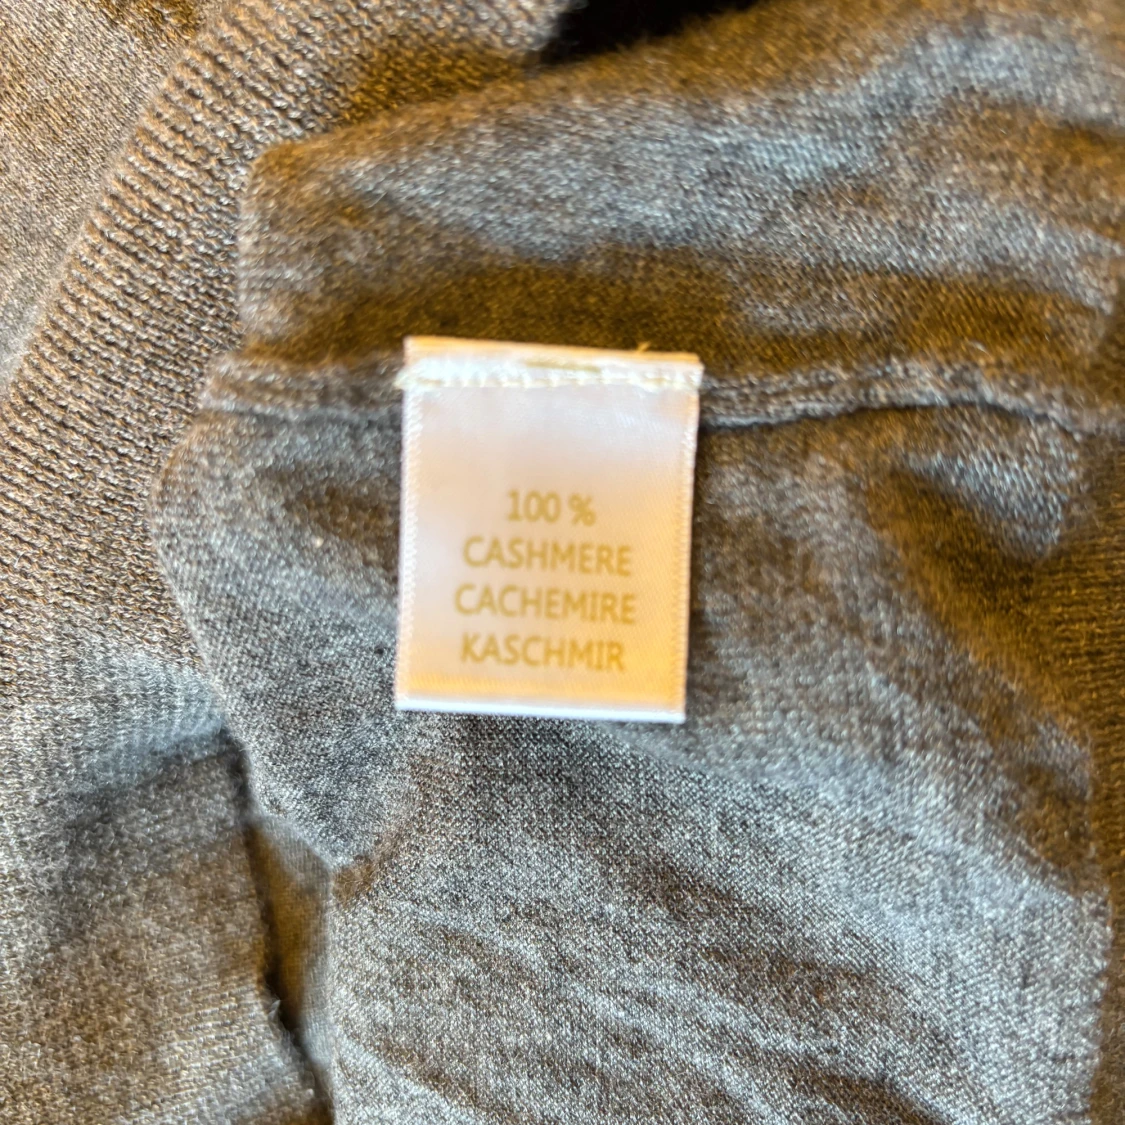 100 %
CASHMERE
CACHEMIRE
KASCHMIR